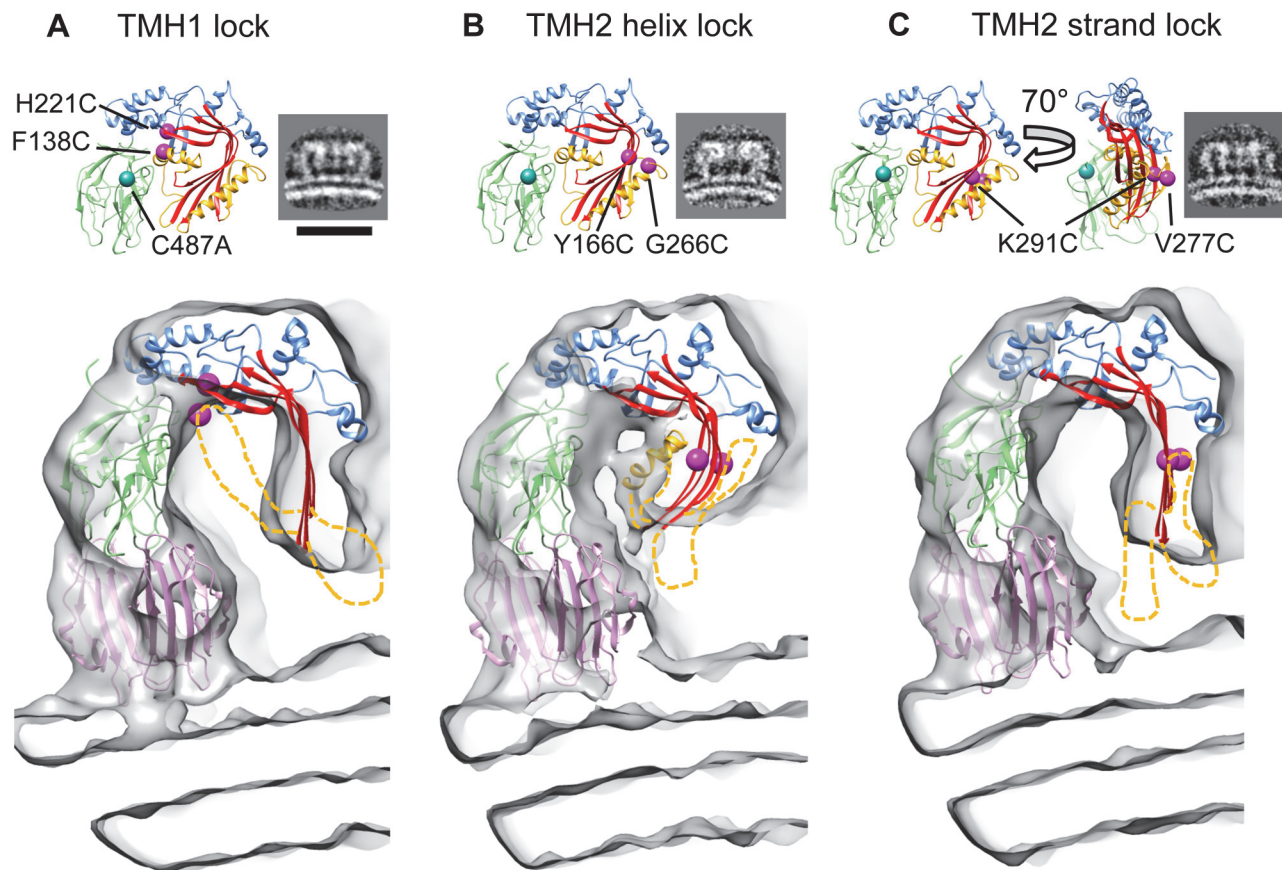 A TMH1 lock
B TMH2 helix lock
C TMH2 strand lock
H221C
F138C
C487A
Y166C G266C
70°
K291C
V277C